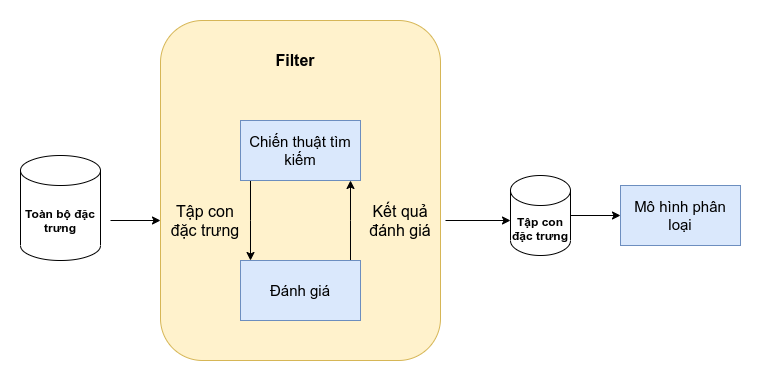 Filter
Chiến thuật tìm
kiếm
Toàn bộ đặc
trưng
Tập con
đặc trưng
Kết quả
đánh giá
Đánh giá
Tập con
đặc trưng
Mô hình phân
loại